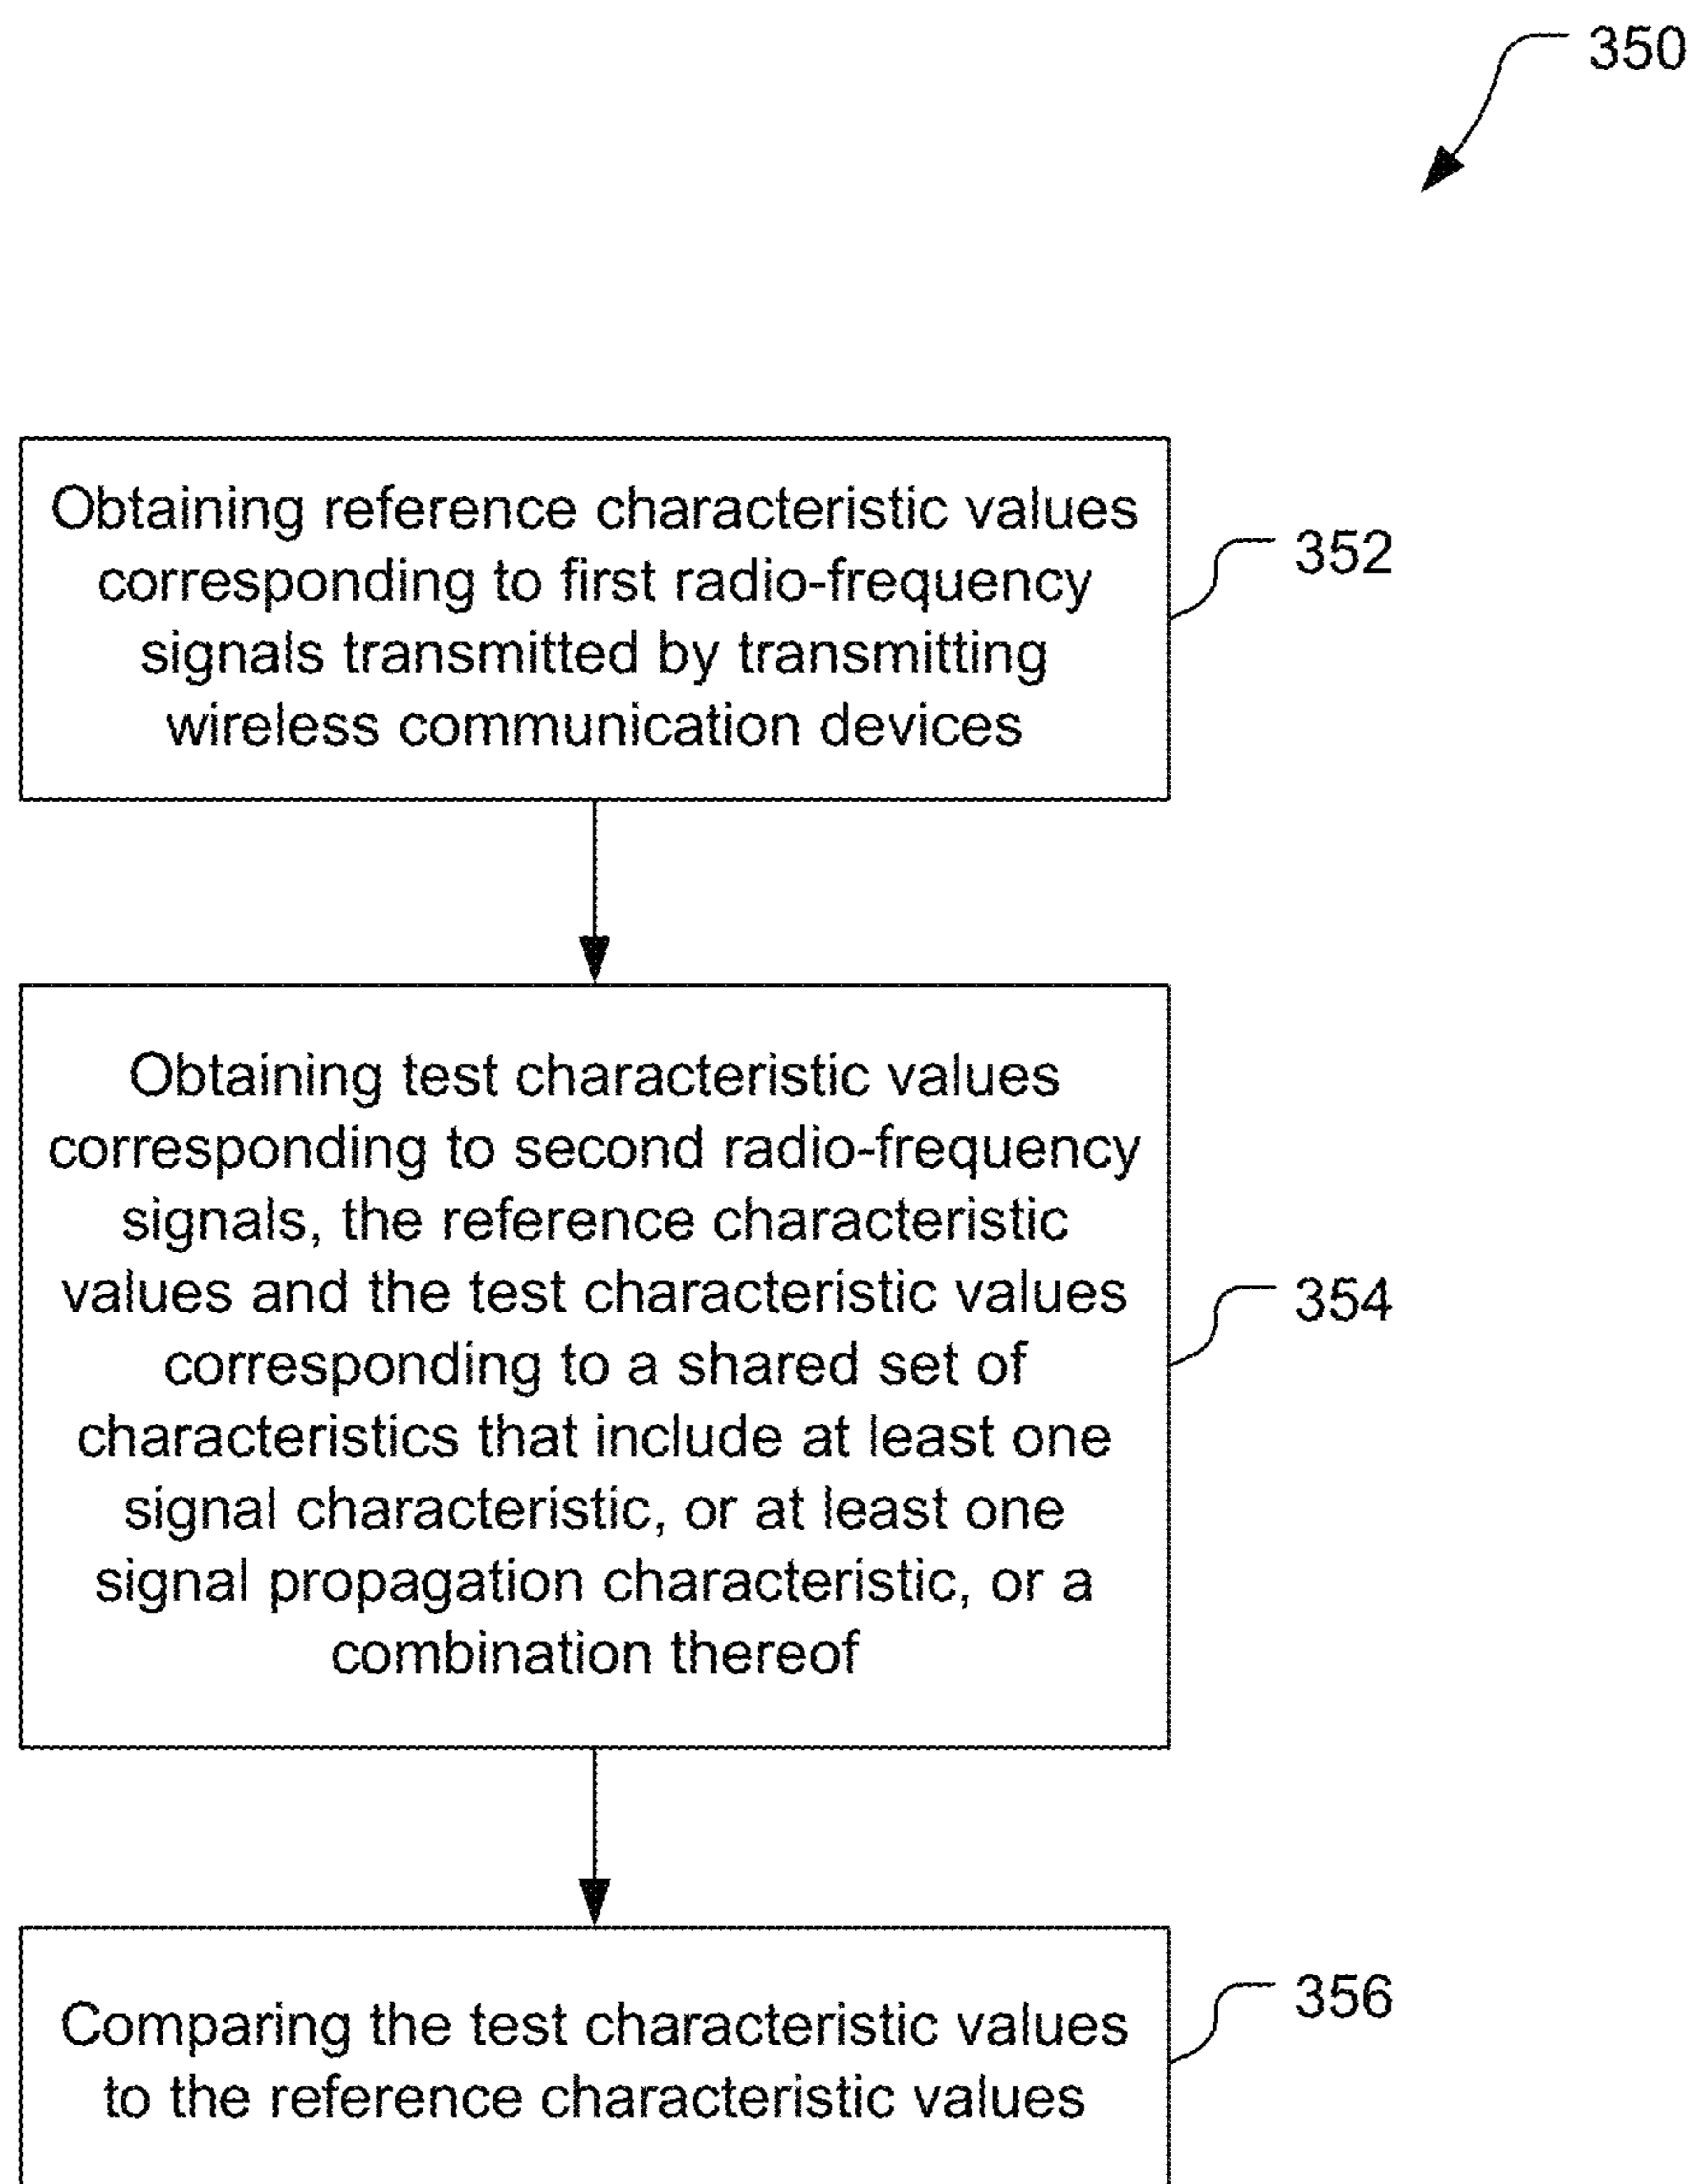 350
Obtaining reference characteristic values
corresponding to first radio-frequency
signals transmitted by transmitting
wireless communication devices
352
Obtaining test characteristic values
corresponding to second radio-frequency
signals, the reference characteristic
values and the test characteristic values
corresponding to a shared set of
characteristics that include at least one
signal characteristic, or at least one
signal propagation characteristic, or a
combination thereof
354
Comparing the test characteristic values
to the reference characteristic values
356